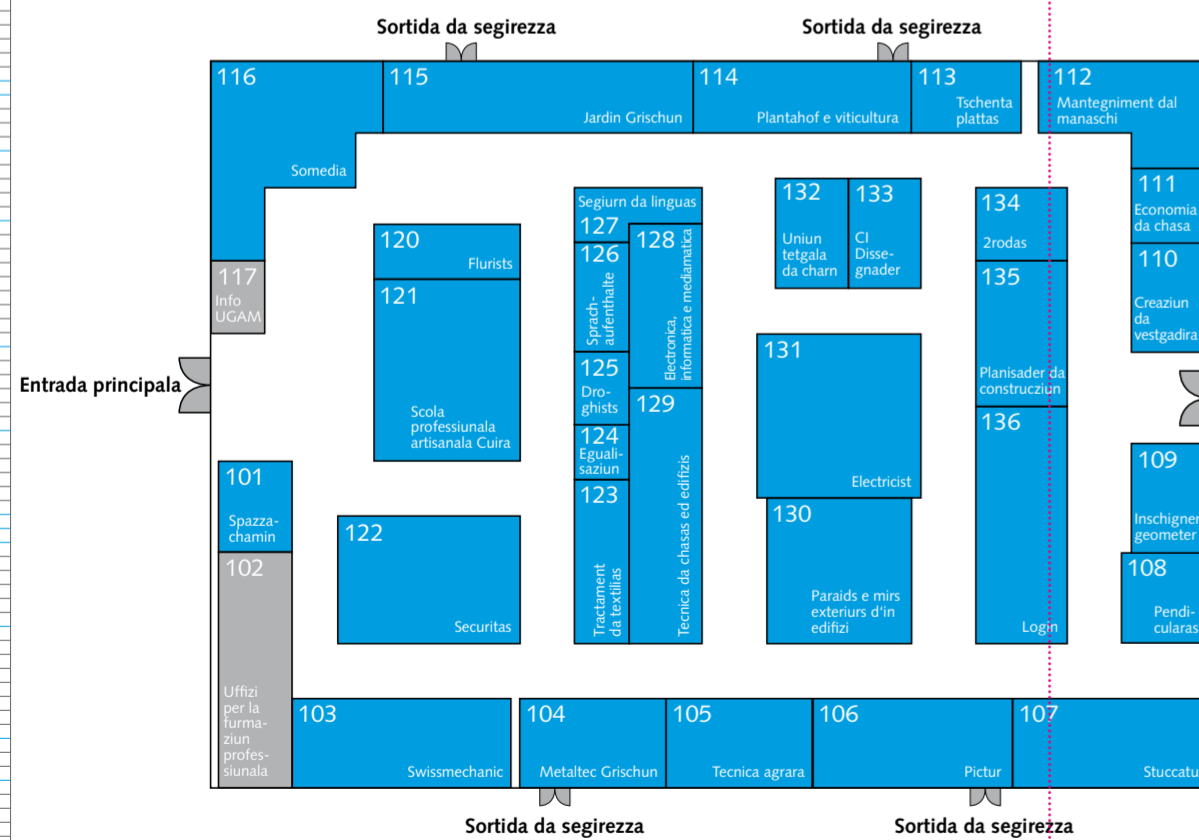 Sortida da segirezza
Sortida da segirezza
116
Somedia
115
Jardin Grischun
114
Plantahof e viticultura
113
Tschenta
plattas
112
Mantegniment dal
manaschi
111
Economia
da chasa
110
Creaziun
da
vestgadira
117
Info
UGAM
Entrada principala
120
Flurists
121
Scola
professiunala
artisanala Cuira
122
Securitas
Segiurn da linguas
127
126
Sprach-
aufenthalte
125
Dro-
ghists
124
Eguali-
saziun
123
Tractament
da textilias
128
Electronica,
informatica e mediamatica
129
Tecnica da chasas ed edifizis
132
Uniun
tetgala
da charn
133
CI
Disse-
gnader
131
Electricist
130
Paraids e mirs
exteriurs d'in
edifizi
134
2rodas
135
Planisader da
construcziun
136
Login
109
Inschigner
geometer
108
Pendi-
cularas
101
Spazza-
chamin
102
Uffizi
per la
furma-
ziun
profes-
siunala
103
Swissmechanic
104
Metaltec Grischun
105
Tecnica agrara
106
Pictur
107
Stuccatu
Sortida da segirezza
Sortida da segirezza